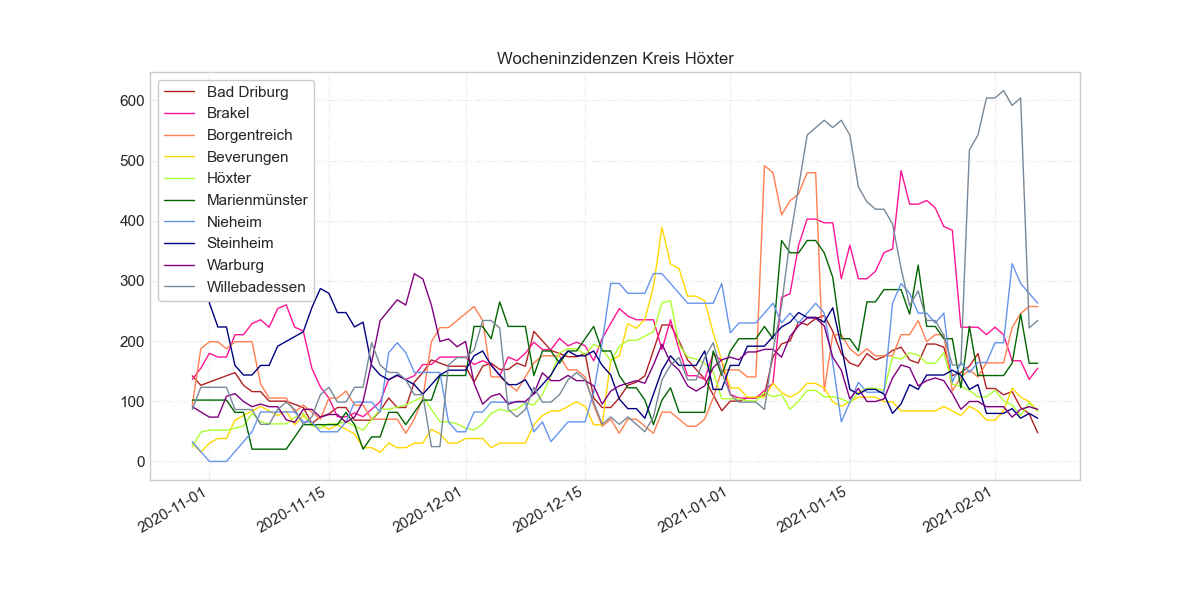 Wocheninzidenzen Kreis Höxter
Bad Driburg
Brakel
Borgentreich
Beverungen
Höxter
Marienmünster
Nieheim
Steinheim
Warburg
Willebadessen
600
500
400
300
200
100
0
2020-11-01
2020-11-15
2020-12-01
2020-12-15
2021-01-01
2021-01-15
2021-02-01